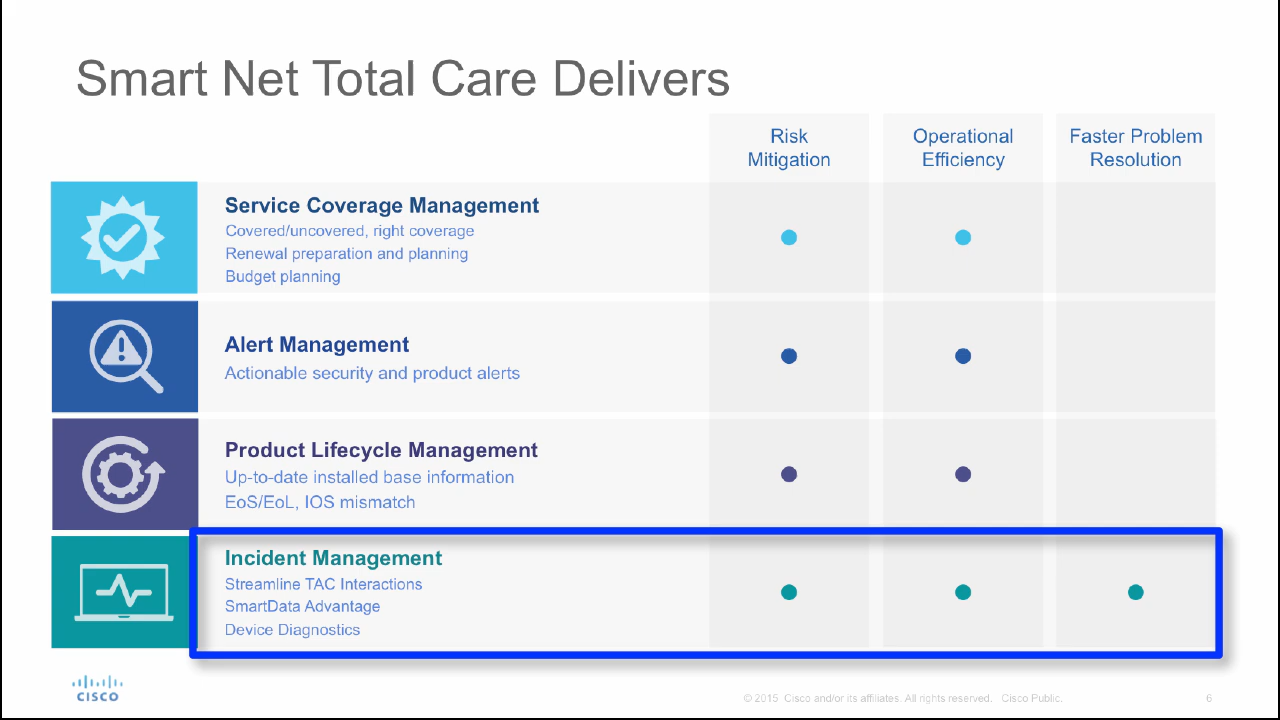 Smart Net Total Care Delivers
Risk
Mitigation
Operational
Efficiency
Faster Problem
Resolution
Service Coverage Management
Covered/uncovered, right coverage
Renewal preparation and planning
Budget planning
Alert Management
Actionable security and product alerts
Product Lifecycle Management
Up-to-date installed base information
EoS/EoL, IOS mismatch
Incident Management
Streamline TAC Interactions
SmartData Advantage
Device Diagnostics
CISCO
© 2015 Cisco and/or its affiliates. All rights reserved. Cisco Public.
6